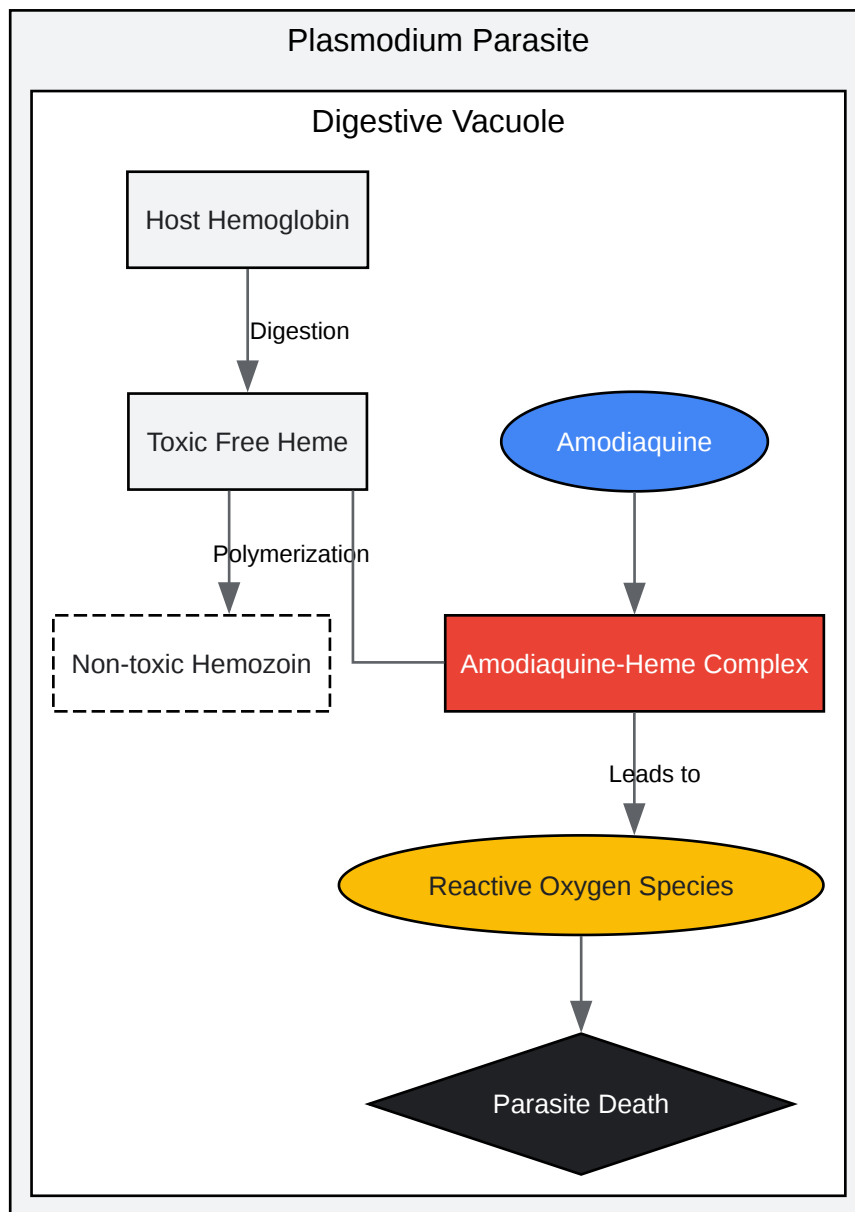 Plasmodium Parasite
Digestive Vacuole
Host Hemoglobin
Digestion
Toxic Free Heme
Amodiaquine
Polymerization
Non-toxic Hemozoin
Amodiaquine-Heme Complex
Leads to
Reactive Oxygen Species
Parasite Death